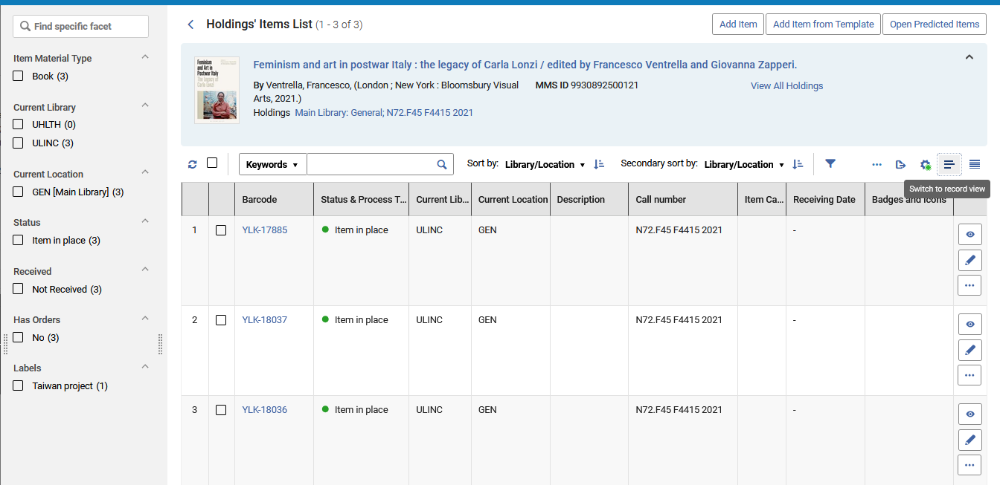 Find specific facet
Item Material Type
Book (3)
Current Library
UHLTH (0)
ULINC (3)
Current Location
GEN [Main Library] (3)
Status
Item in place (3)
Received
Not Received (3)
Has Orders
No (3)
Labels
Taiwan project (1)
Holdings' Items List (1 - 3 of 3)
Add Item
Add Item from Template
Open Predicted Items
Feminism
and Art in
Postwar Italy
The Legacy of
Carla Lonzi
Feminism and art in postwar Italy : the legacy of Carla Lonzi / edited by Francesco Ventrella and Giovanna Zapperi.
By Ventrella, Francesco, (London ; New York : Bloomsbury Visual
Arts, 2021.)
MMS ID 9930892500121
View All Holdings
Holdings Main Library: General; N72.F45 F4415 2021
Keywords
Sort by: Library/Location
Secondary sort by: Library/Location
Switch to record view
Barcode
Status & Process T...
Current Lib...
Current Location
Description
Call number
Item Ca...
Receiving Date
Badges and Icons
1 YLK-17885 Item in place ULINC GEN N72.F45 F4415 2021 -
2 YLK-18037 Item in place ULINC GEN N72.F45 F4415 2021 -
3 YLK-18036 Item in place ULINC GEN N72.F45 F4415 2021 -